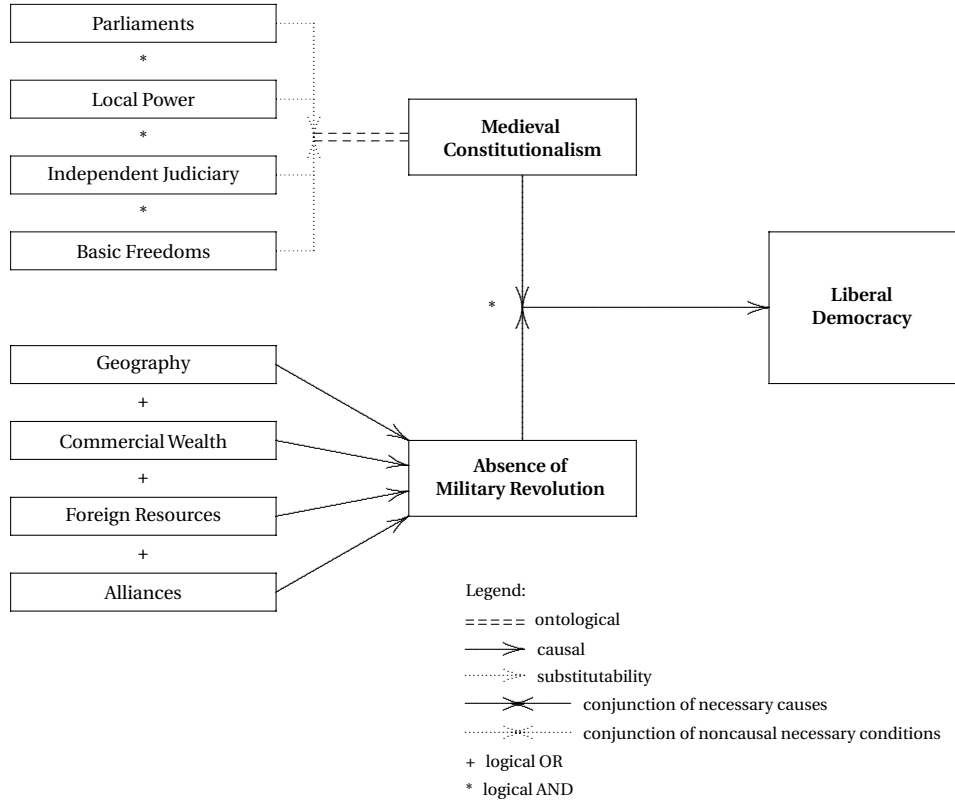 Parliaments
*
Local Power
*
Independent Judiciary
*
Basic Freedoms
Medieval
Constitutionalism
*
Liberal
Democracy
Geography
+
Commercial Wealth
+
Foreign Resources
+
Alliances
Absence of
Military Revolution
Legend:
ontological
causal
substitutability
conjunction of necessary causes
conjunction of noncausal necessary conditions
+ logical OR
* logical AND